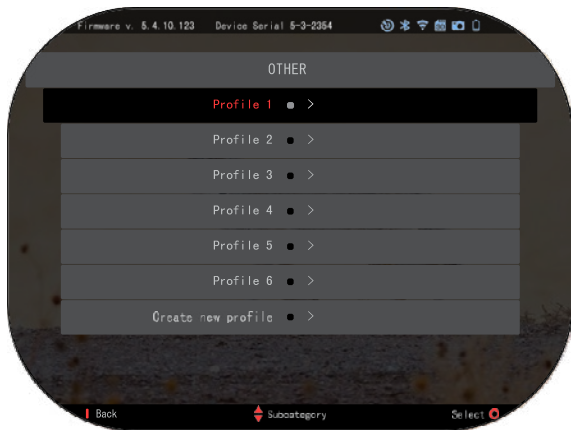 Firmware v. 5.4.10.123 Device Serial 5-3-2354
OTHER
Profile 1 >
Profile 2 >
Profile 3 >
Profile 4 >
Profile 5 >
Profile 6 >
Create new profile >
Back Subcategory Select